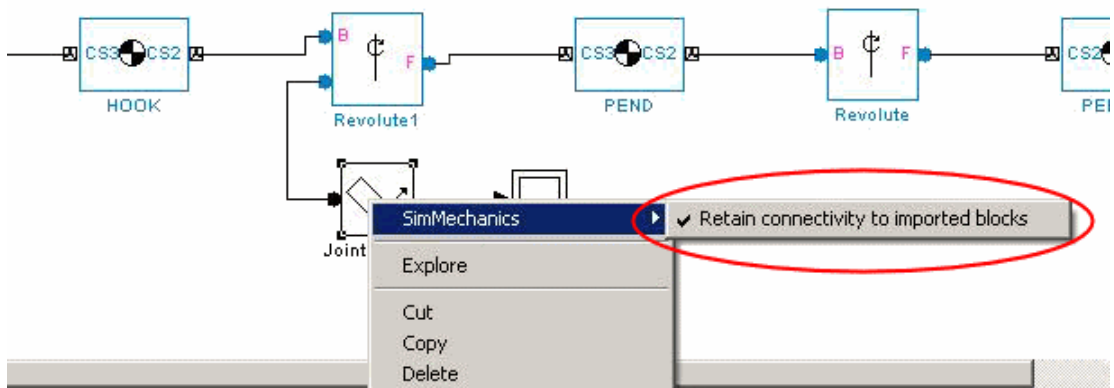 CS3 CS2
HOOK
B F
Revolute1
CS3 CS2
PEND
B F
Revolute
CS2
PEI
Joint
SimMechanics
Retain connectivity to imported blocks
Explore
Cut
Copy
Delete